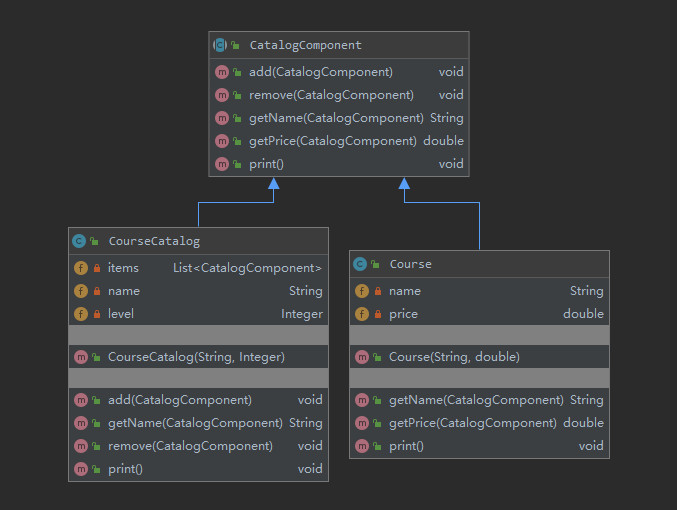 CatalogComponent
add(CatalogComponent) void
remove(CatalogComponent) void
getName(CatalogComponent) String
getPrice(CatalogComponent) double
print() void
CourseCatalog
items List<CatalogComponent>
name String
level Integer
CourseCatalog(String, Integer)
add(CatalogComponent) void
getName(CatalogComponent) String
remove(CatalogComponent) void
print() void
Course
name String
price double
Course(String, double)
getName(CatalogComponent) String
getPrice(CatalogComponent) double
print() void